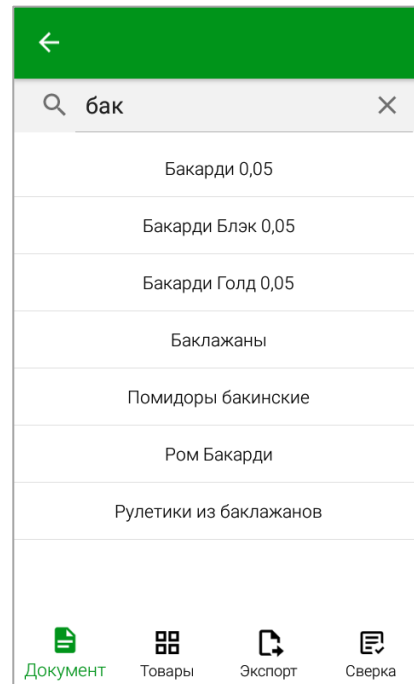 бак
Бакарди 0,05
Бакарди Блэк 0,05
Бакарди Голд 0,05
Баклажаны
Помидоры бакинские
Ром Бакарди
Рулетики из баклажанов
Документ Товары Экспорт Сверка